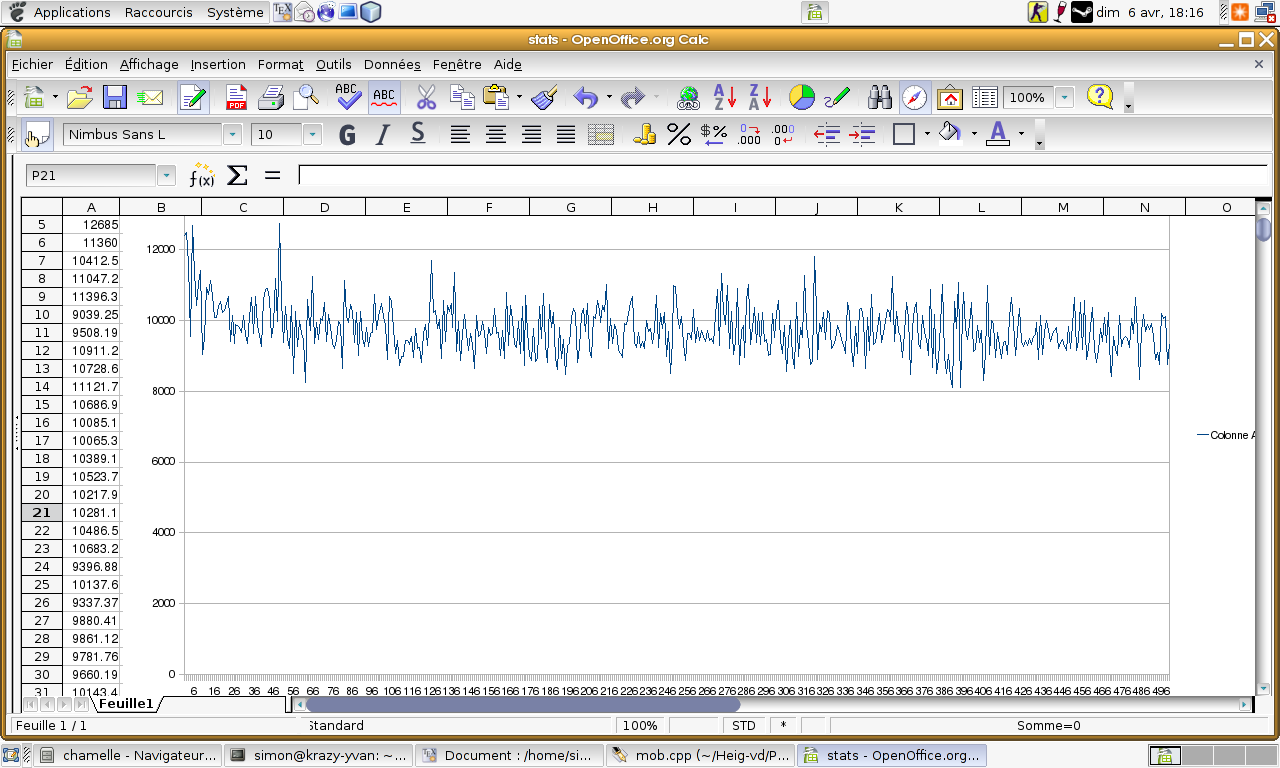 Applications Raccourcis Système dim 6 avr, 18:16
stats - OpenOffice.org Calc
Fichier Édition Affichage Insertion Format Outils Données Fenêtre Aide
PDF ABC ABC A Z Z A 100% ?
Nimbus Sans L 10 G I S % $% 0 .000 .000 0 A
P21 f(x) Σ =
A B C D E F G H I J K L M N O
5 12685
6 11360
7 10412.5
8 11047.2
9 11396.3
10 9039.25
11 9508.19
12 10911.2
13 10728.6
14 11121.7
15 10686.9
16 10085.1
17 10065.3
18 10389.1
19 10523.7
20 10217.9
21 10281.1
22 10486.5
23 10683.2
24 9396.88
25 10137.6
26 9337.37
27 9880.41
28 9861.12
29 9781.76
30 9660.19
31 10143.4
12000
10000
8000
6000
4000
2000
0
6 16 26 36 46 56 66 76 86 96 106 116 126 136 146 156 166 176 186 196 206 216 226 236 246 256 266 276 286 296 306 316 326 336 346 356 366 376 386 396 406 416 426 436 446 456 466 476 486 496
Colonne A
Feuille1
Feuille 1 / 1 Standard 100% STD * Somme=0
chamelle - Navigateur... simon@krazy-yvan: ~... Document : /home/si... mob.cpp (~/Heig-vd/P... stats - OpenOffice.org...